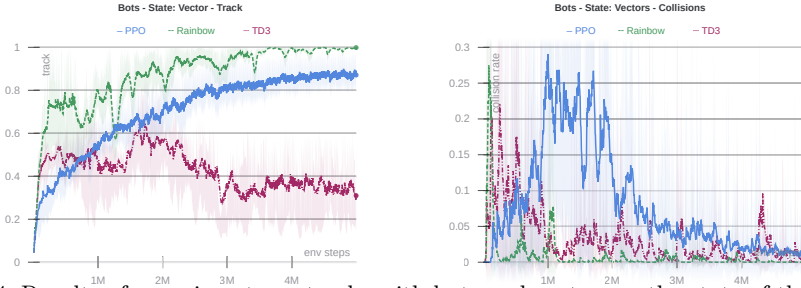 Bots - State: Vector - Track
– PPO – Rainbow – TD3
track
1
0.8
0.6
0.4
0.2
0
env steps
1M 2M 3M 4M
Bots - State: Vectors - Collisions
– PPO – Rainbow – TD3
collision rate
0.3
0.25
0.2
0.15
0.1
0.05
0
1M 2M 3M 4M